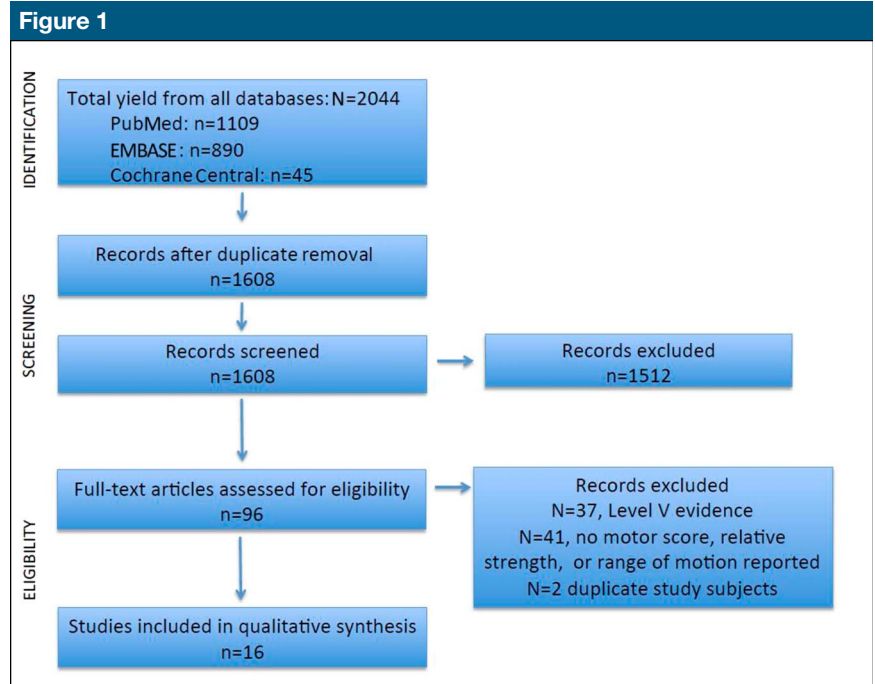 Figure 1
IDENTIFICATION
Total yield from all databases: N=2044
PubMed: n=1109
EMBASE: n=890
Cochrane Central: n=45
SCREENING
Records after duplicate removal
n=1608
Records screened
n=1608
Records excluded
n=1512
ELIGIBILITY
Full-text articles assessed for eligibility
n=96
Records excluded
N=37, Level V evidence
N=41, no motor score, relative
strength, or range of motion reported
N=2 duplicate study subjects
Studies included in qualitative synthesis
n=16